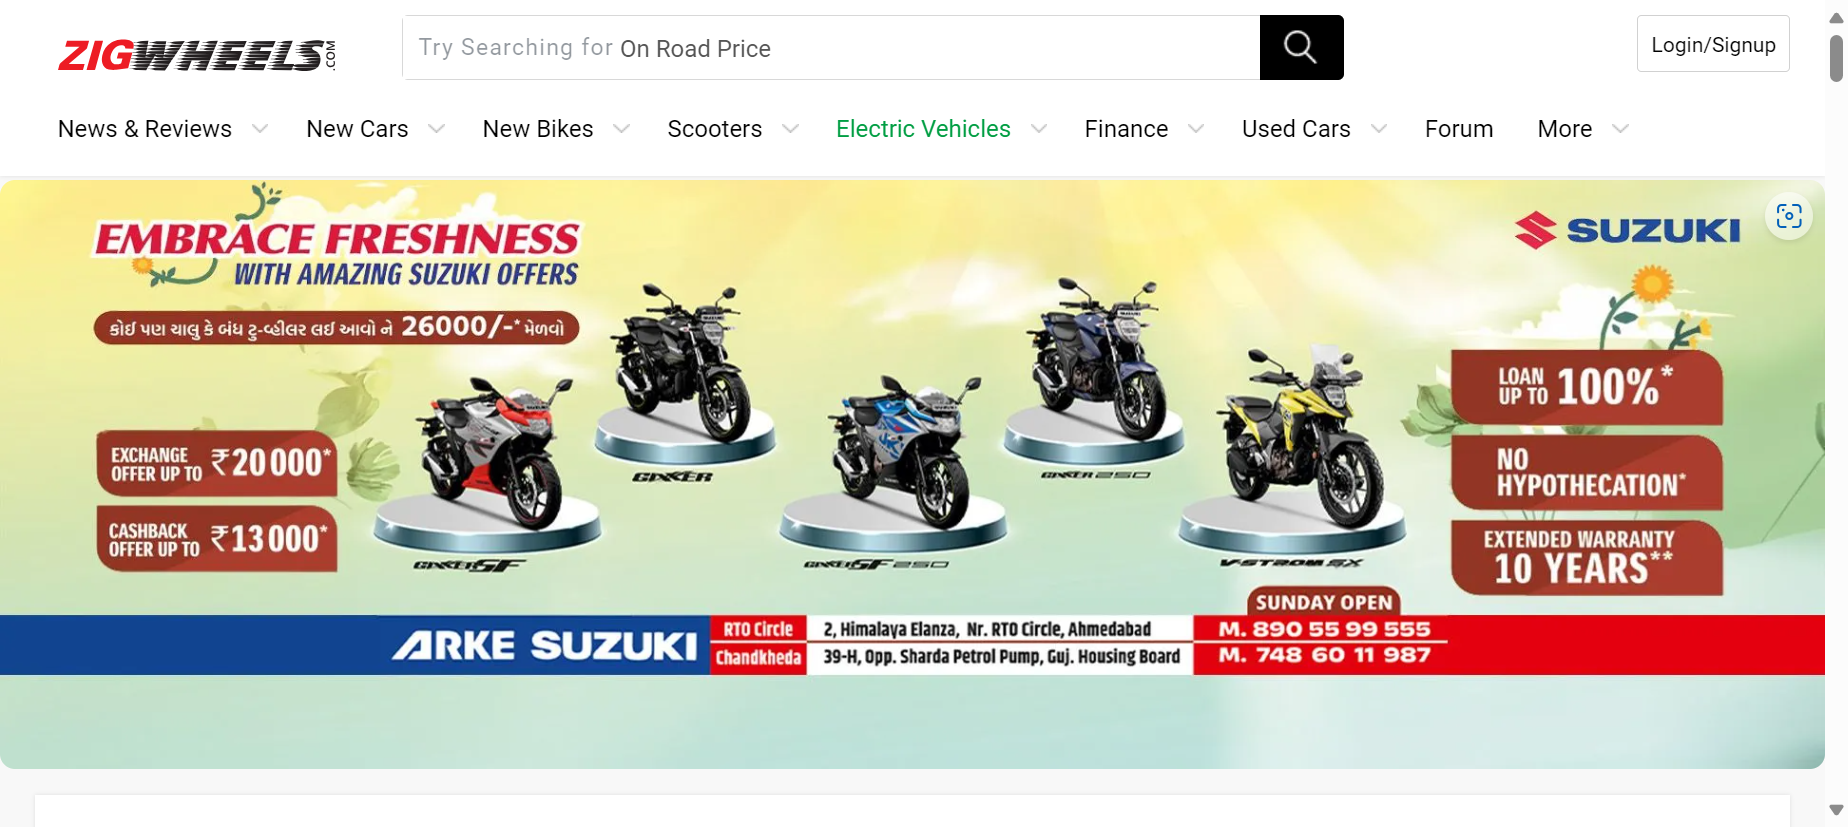 ZIGWHEELS.COM
Try Searching for On Road Price
Login/Signup
News & Reviews
New Cars
New Bikes
Scooters
Electric Vehicles
Finance
Used Cars
Forum
More
EMBRACE FRESHNESS
WITH AMAZING SUZUKI OFFERS
SUZUKI
કોઈ પણ ચાલુ કે બંધ ટુ-વ્હીલર લઈ આવો ને 26000/-* મેળવો
EXCHANGE
OFFER UP TO ₹20000*
CASHBACK
OFFER UP TO ₹13000*
GIXXER
GIXXER 250
GIXXER SF
GIXXER SF 250
V-STROM SX
LOAN
UP TO 100%*
NO
HYPOTHECATION*
EXTENDED WARRANTY
10 YEARS**
SUNDAY OPEN
ARKE SUZUKI
RTO Circle
2, Himalaya Elanza, Nr. RTO Circle, Ahmedabad
M. 890 55 99 555
Chandkheda
39-H, Opp. Sharda Petrol Pump, Guj. Housing Board
M. 748 60 11 987